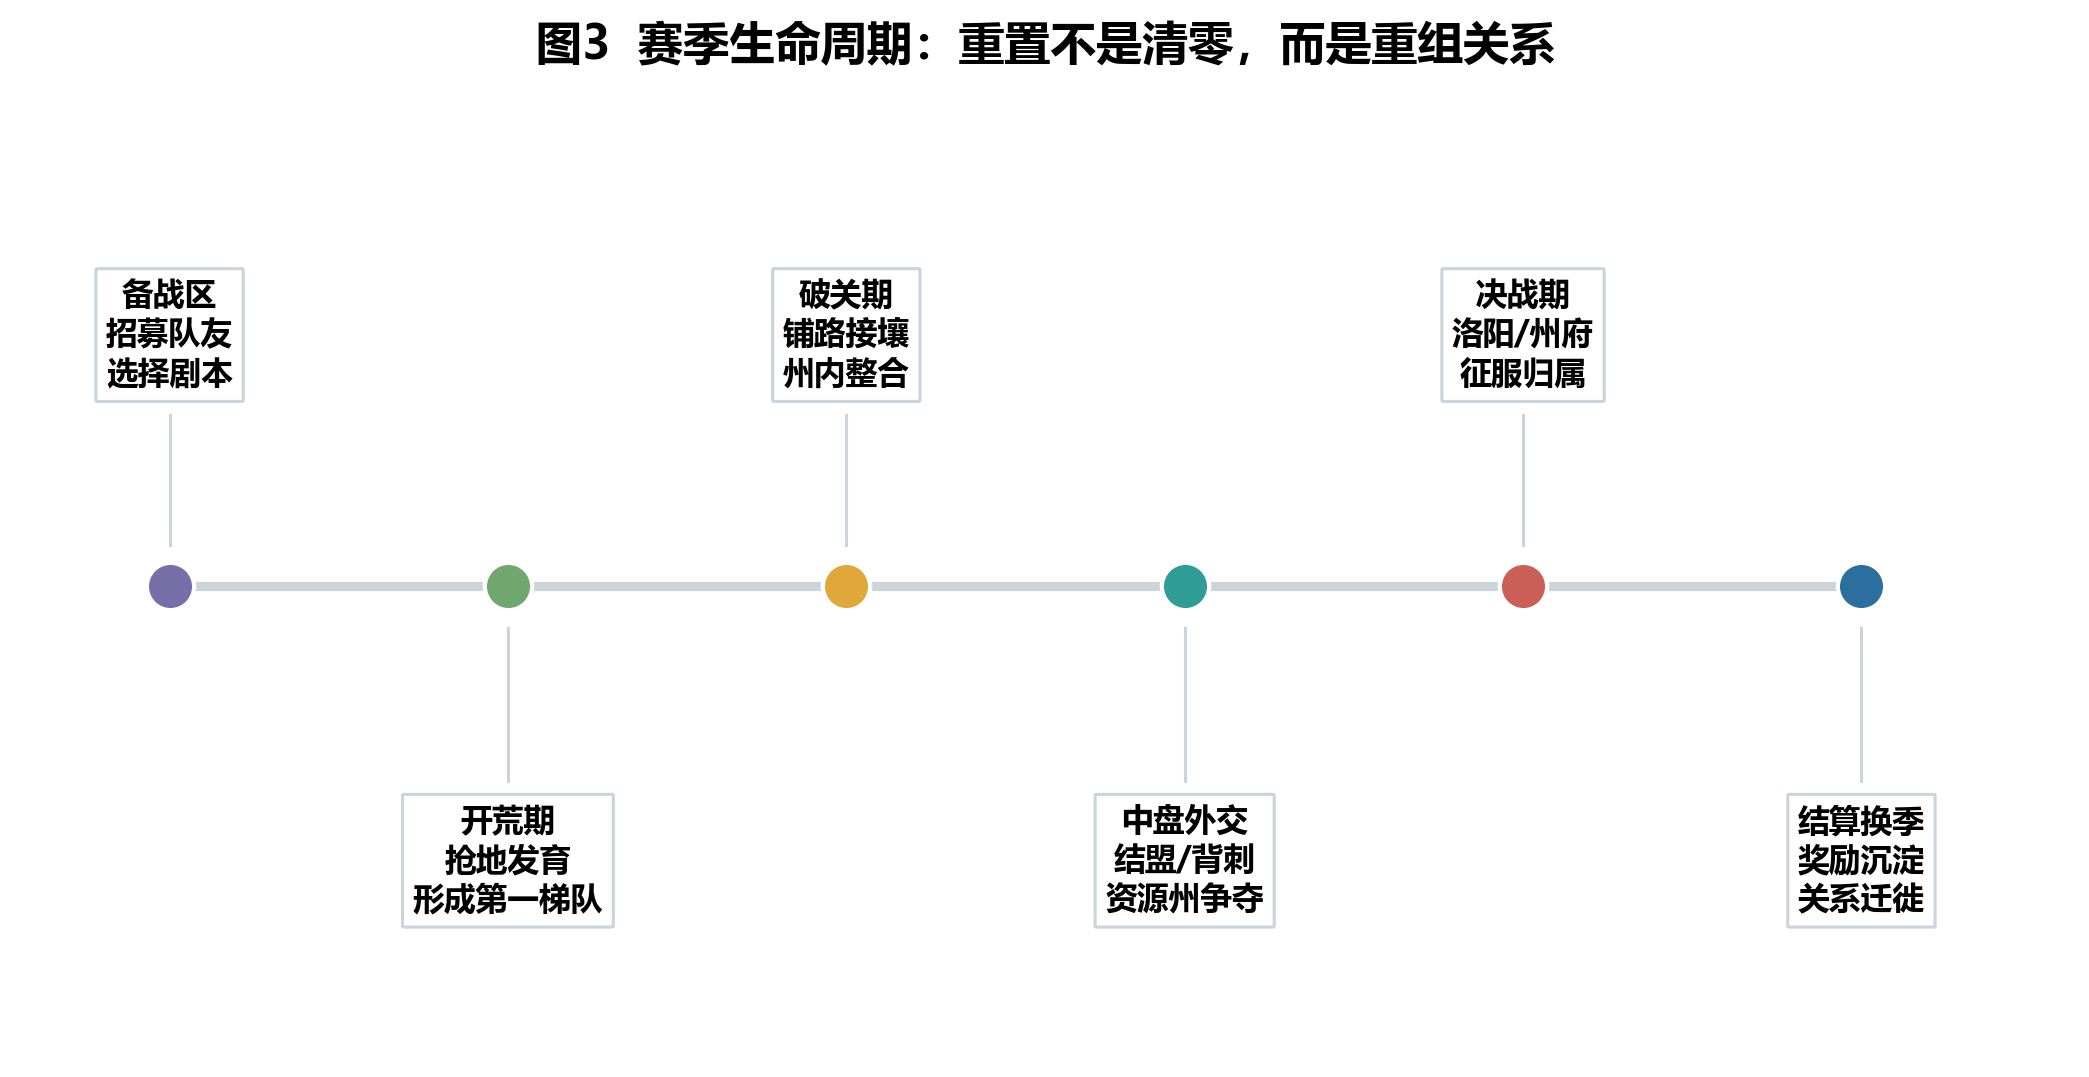 图3 赛季生命周期：重置不是清零，而是重组关系
备战区
招募队友
选择剧本
开荒期
抢地发育
形成第一梯队
破关期
铺路接壤
州内整合
中盘外交
结盟/背刺
资源州争夺
决战期
洛阳/州府
征服归属
结算换季
奖励沉淀
关系迁徙